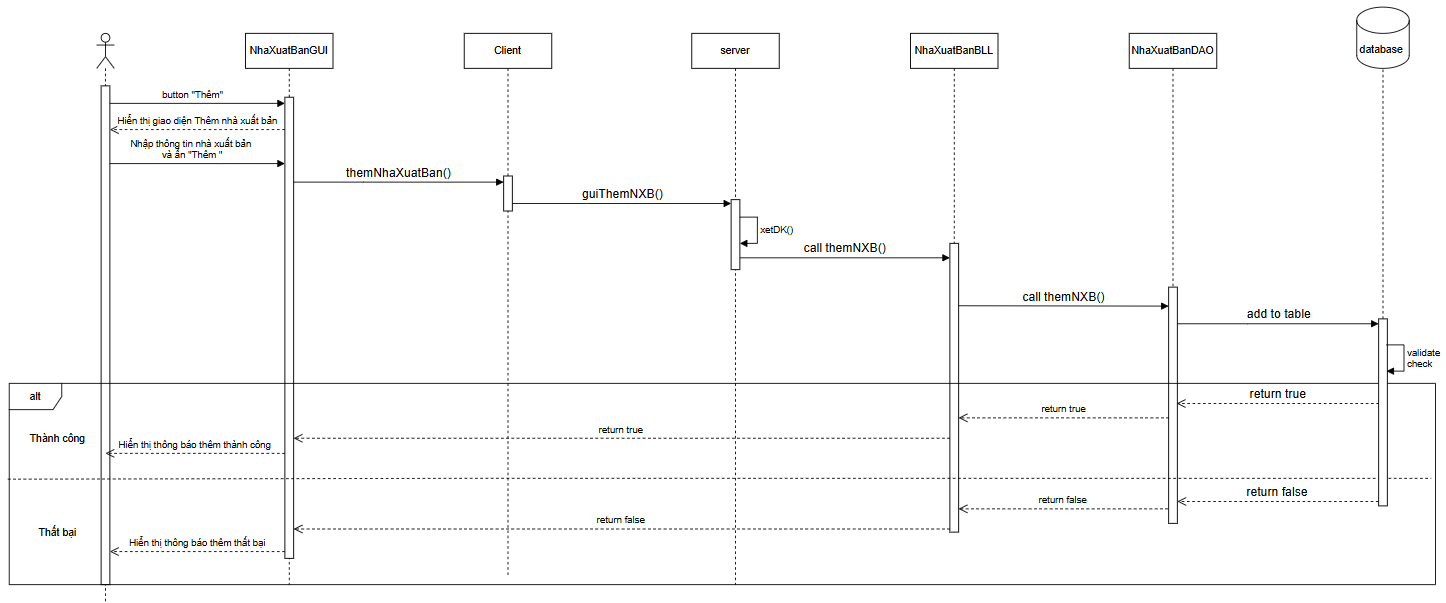 NhaXuatBanGUI
Client
server
NhaXuatBanBLL
NhaXuatBanDAO
database
button "Thêm"
Hiển thị giao diện Thêm nhà xuất bản
Nhập thông tin nhà xuất bản
và ấn "Thêm "
themNhaXuatBan()
guiThemNXB()
xetDK()
call themNXB()
call themNXB()
add to table
validate
check
alt
return true
return true
return true
Thành công
Hiển thị thông báo thêm thành công
return false
return false
return false
Thất bại
Hiển thị thông báo thêm thất bại